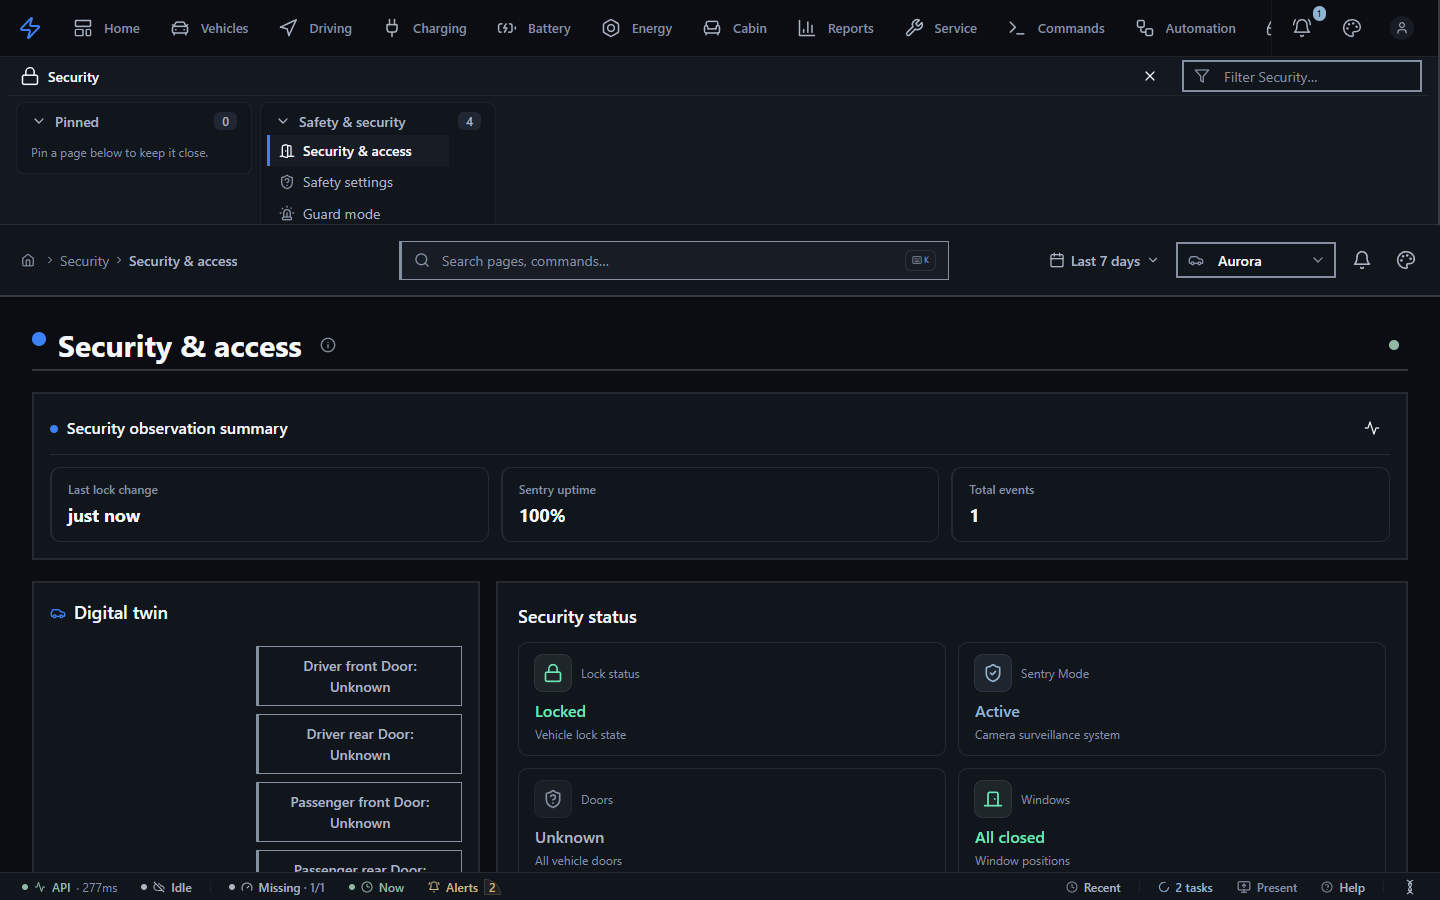 Home Vehicles Driving Charging Battery Energy Cabin Reports Service Commands Automation 1
Security Filter Security...
Pinned 0
Pin a page below to keep it close.
Safety & security 4
Security & access
Safety settings
Guard mode
Security Security & access Search pages, commands... K Last 7 days Aurora
Security & access
Security observation summary
Last lock change
just now
Sentry uptime
100%
Total events
1
Digital twin
Driver front Door:
Unknown
Driver rear Door:
Unknown
Passenger front Door:
Unknown
Passenger rear Door:
Security status
Lock status
Locked
Vehicle lock state
Sentry Mode
Active
Camera surveillance system
Doors
Unknown
All vehicle doors
Windows
All closed
Window positions
API · 277ms Idle Missing · 1/1 Now Alerts 2 Recent 2 tasks Present Help